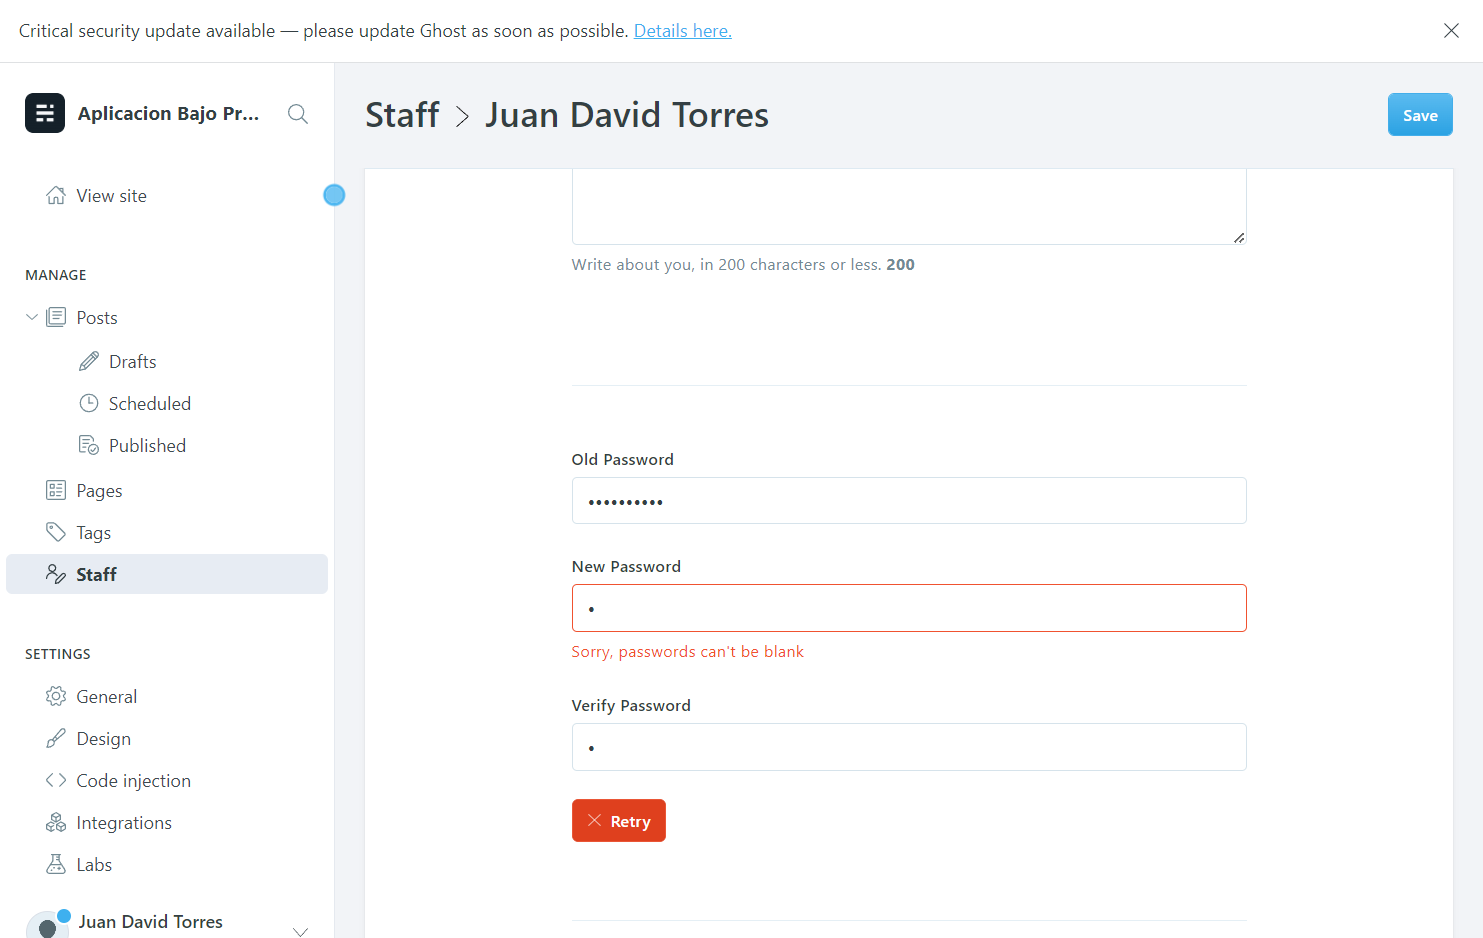 Critical security update available — please update Ghost as soon as possible. Details here.
Aplicacion Bajo Pr...
Staff > Juan David Torres
Save
View site
MANAGE
Posts
Drafts
Scheduled
Published
Pages
Tags
Staff
SETTINGS
General
Design
Code injection
Integrations
Labs
Juan David Torres
Write about you, in 200 characters or less. 200
Old Password
••••••••••
New Password
•
Sorry, passwords can't be blank
Verify Password
•
Retry